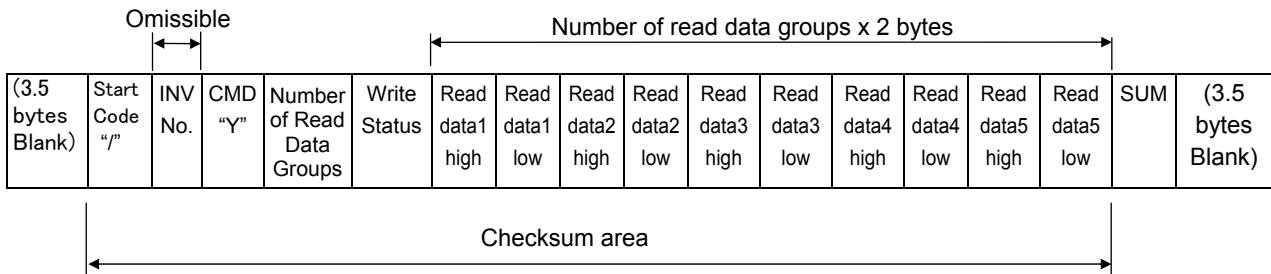 Omissible
Number of read data groups x 2 bytes
(3.5 bytes Blank)
Start Code “/”
INV No.
CMD “Y”
Number of Read Data Groups
Write Status
Read data1 high
Read data1 low
Read data2 high
Read data2 low
Read data3 high
Read data3 low
Read data4 high
Read data4 low
Read data5 high
Read data5 low
SUM
(3.5 bytes Blank)
Checksum area